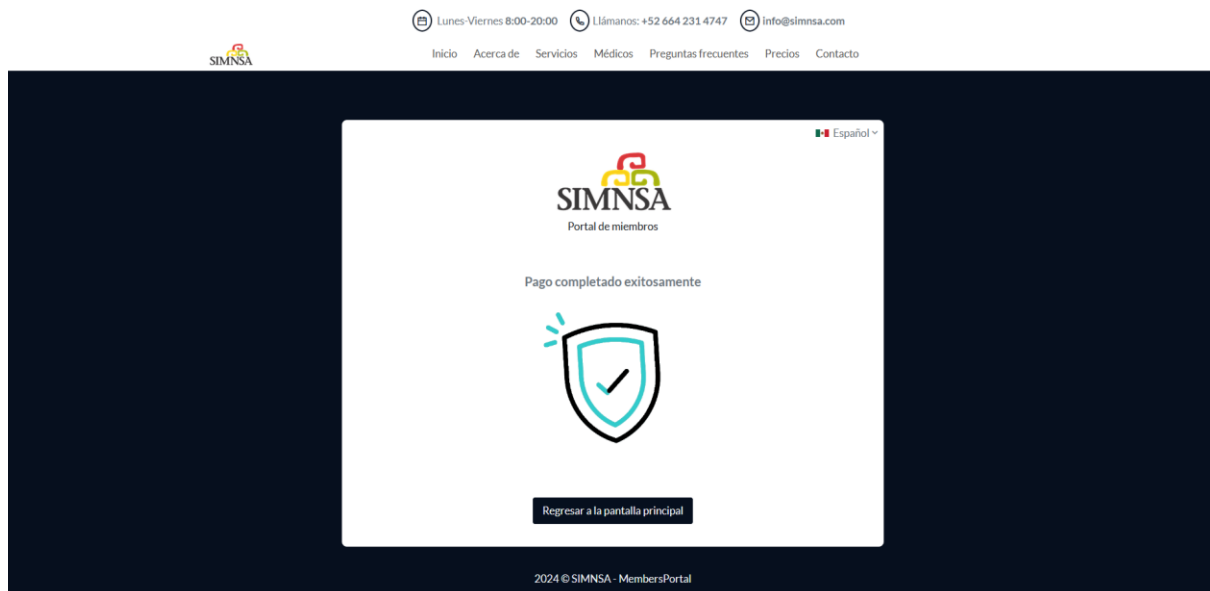 Lunes-Viernes 8:00-20:00 Llámanos: +52 664 231 4747 info@simnsa.com
SIMNSA Inicio Acerca de Servicios Médicos Preguntas frecuentes Precios Contacto
Español
SIMNSA
Portal de miembros
Pago completado exitosamente
Regresar a la pantalla principal
2024 © SIMNSA - MembersPortal